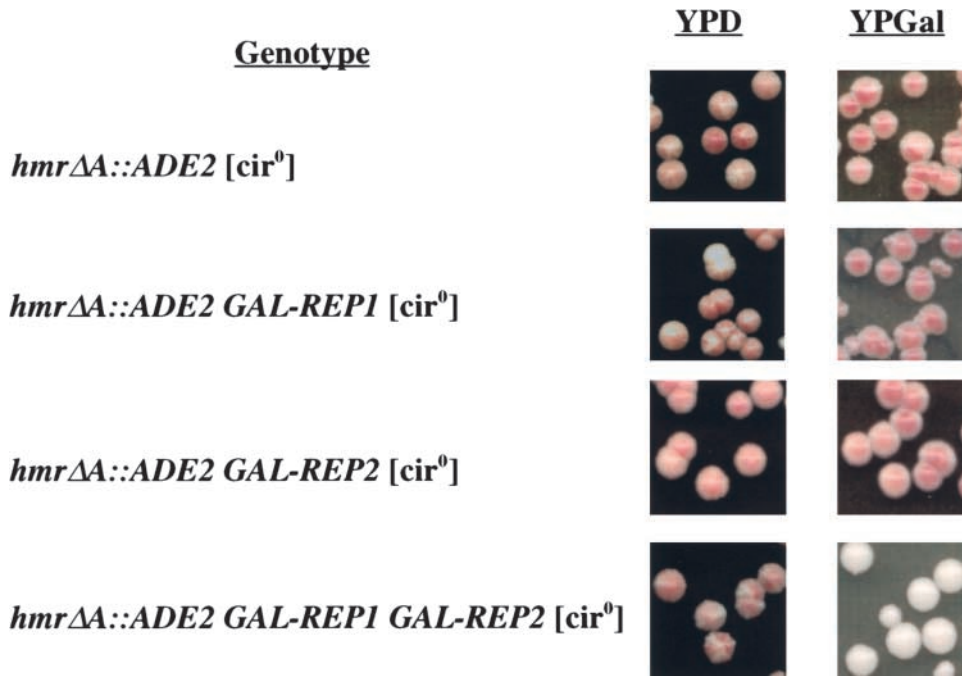 Genotype YPD YPGal
hmrΔA::ADE2 [cir⁰]
hmrΔA::ADE2 GAL-REP1 [cir⁰]
hmrΔA::ADE2 GAL-REP2 [cir⁰]
hmrΔA::ADE2 GAL-REP1 GAL-REP2 [cir⁰]